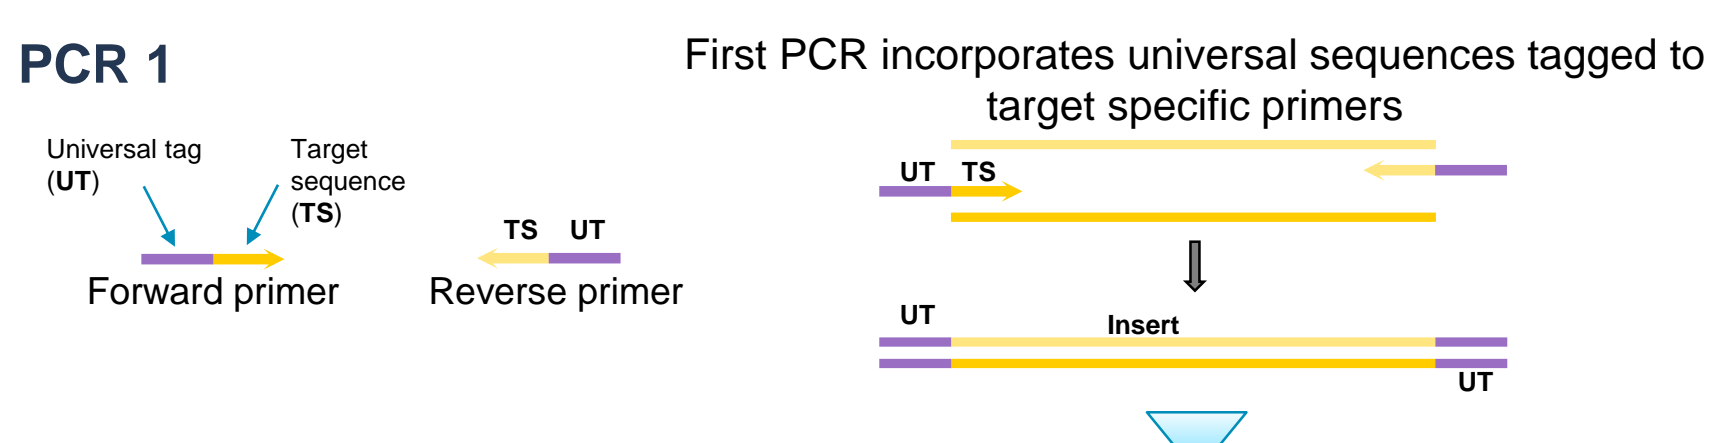 PCR 1
First PCR incorporates universal sequences tagged to
target specific primers
Universal tag
(UT)
Target
sequence
(TS)
TS UT
Forward primer
Reverse primer
UT TS
UT
Insert
UT